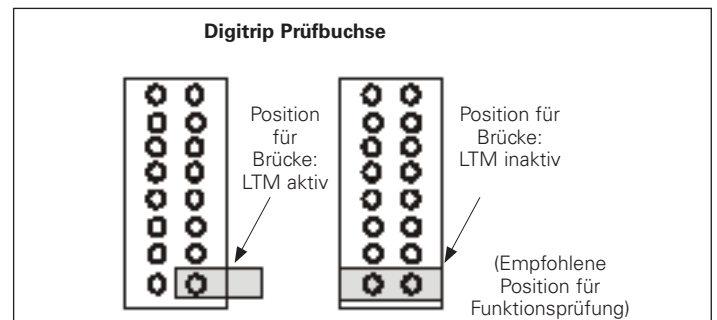 Digitrip Prüfbuchse
Position
für
Brücke:
LTM aktiv
Position für
Brücke:
LTM inaktiv
(Empfohlene
Position für
Funktionsprüfung)